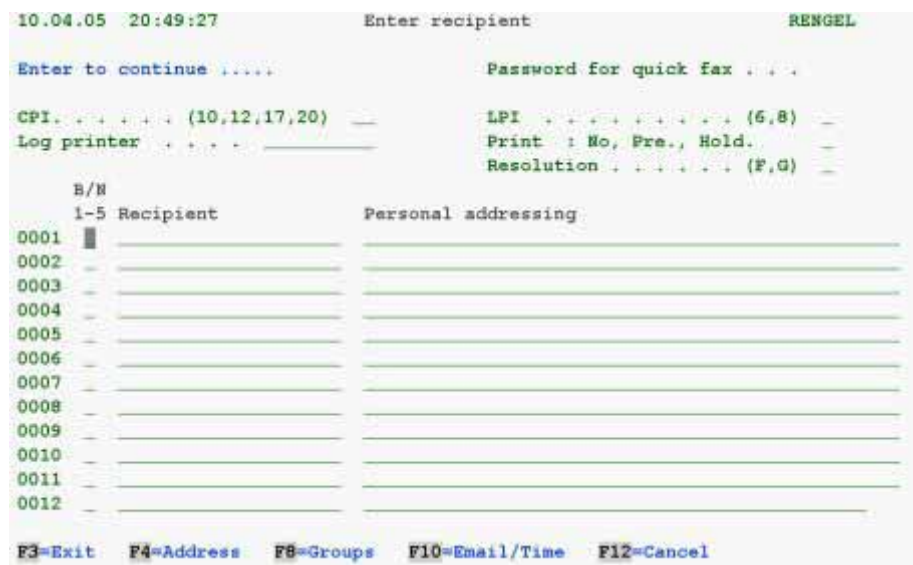 10.04.05 20:49:27 Enter recipient RENGEL
Enter to continue ..... Password for quick fax . . .
CPI. . . . . . (10,12,17,20) __ LPI . . . . . . . . . (6,8) _
Log printer . . . . __________ Print : No, Pre., Hold. _
Resolution . . . . . . (F,G) _
B/N
1-5 Recipient Personal addressing
0001
0002
0003
0004
0005
0006
0007
0008
0009
0010
0011
0012
F3=Exit F4=Address F8=Groups F10=Email/Time F12=Cancel